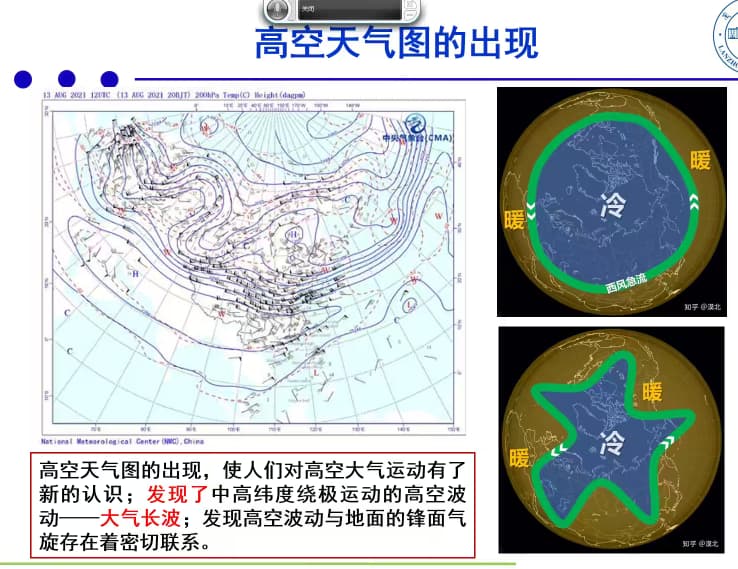 关闭
高空天气图的出现
13 AUG 2021 12UTC (13 AUG 2021 20BJT) 200hPa Temp(C) Height(dagpm)
中央气象台(CMA)
H
H
L
L
W
W
W
W
W
C
C
C
C
National Meteorological Center(NMC),China
暖
冷
暖
西风急流
知乎 @漠北
暖
冷
暖
知乎 @漠北
高空天气图的出现，使人们对高空大气运动有了
新的认识；发现了中高纬度绕极运动的高空波
动——大气长波；发现高空波动与地面的锋面气
旋存在着密切联系。